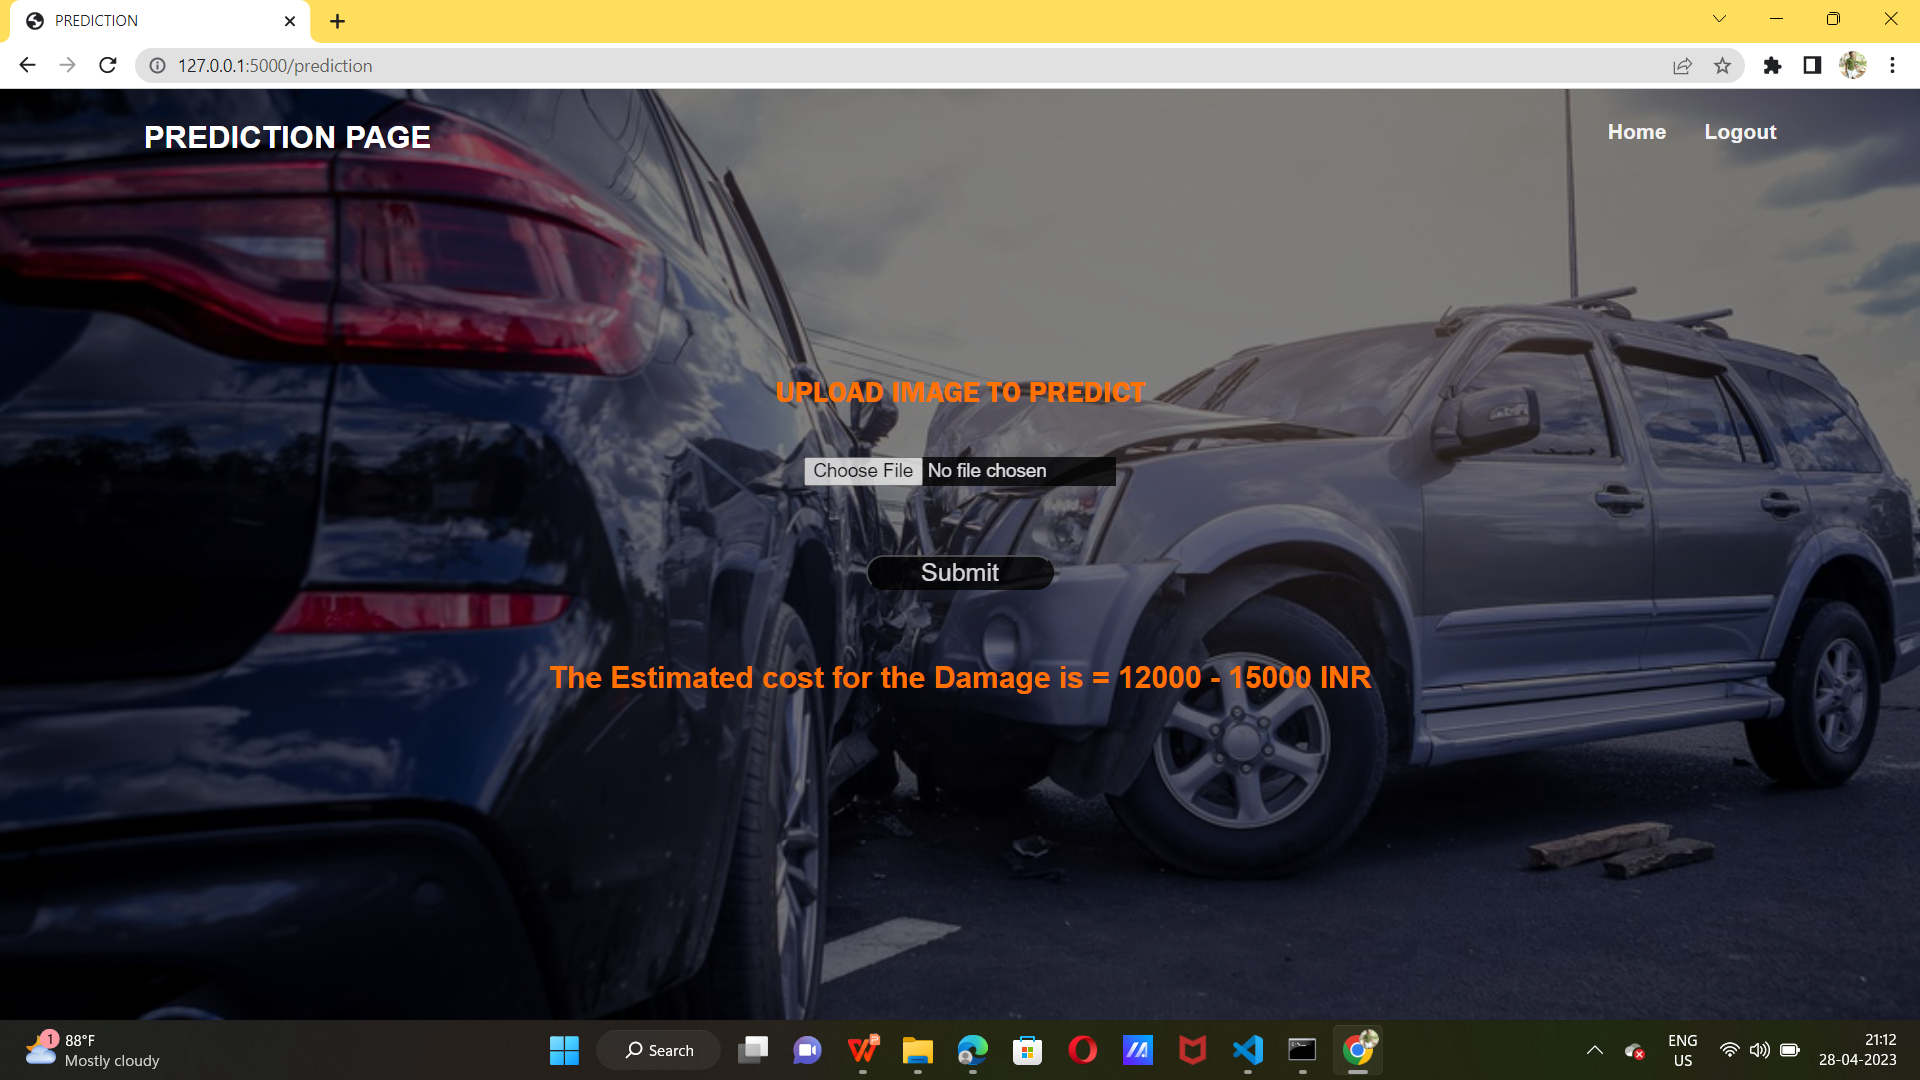 PREDICTION
127.0.0.1:5000/prediction
PREDICTION PAGE
Home Logout
UPLOAD IMAGE TO PREDICT
Choose File No file chosen
Submit
The Estimated cost for the Damage is = 12000 - 15000 INR
1
88°F
Mostly cloudy
Search
ENG
US
21:12
28-04-2023